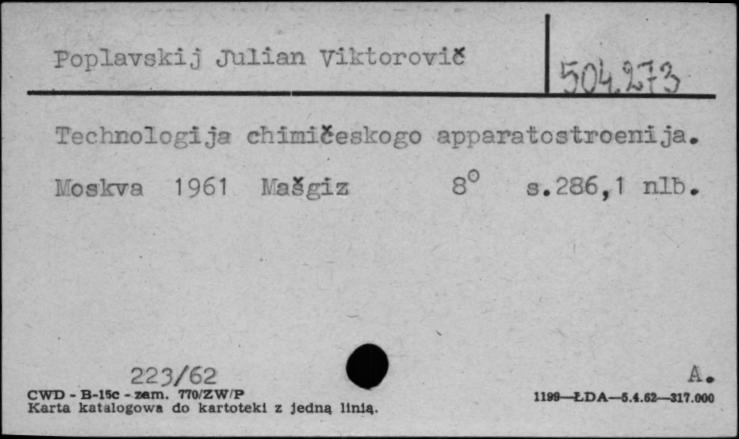 Poplavskij Julian Viktorovič
504.273
Technologija chimičeskogo apparatostroenija.
Moskva 1961 Mašgiz 8° s.286,1 nlb.
223/62
A.
CWD - B-15c - zam. 770/ZW/P
1199—ŁDA—5.4.62—317.000
Karta katalogowa do kartoteki z jedną linią.